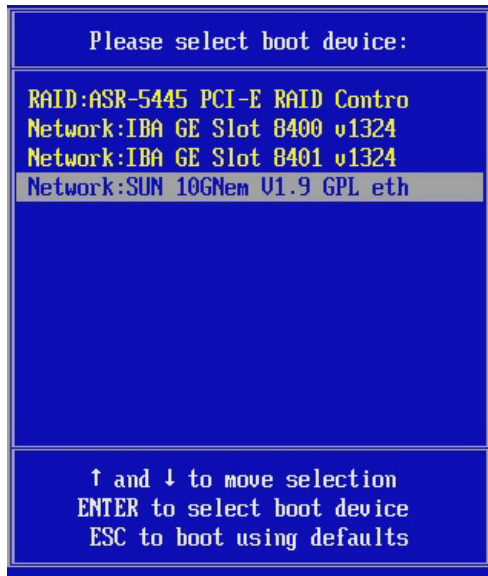 Please select boot device:
RAID:ASR-5445 PCI-E RAID Contro
Network:IBA GE Slot 8400 v1324
Network:IBA GE Slot 8401 v1324
Network:SUN 10GNem V1.9 GPL eth
↑ and ↓ to move selection
ENTER to select boot device
ESC to boot using defaults